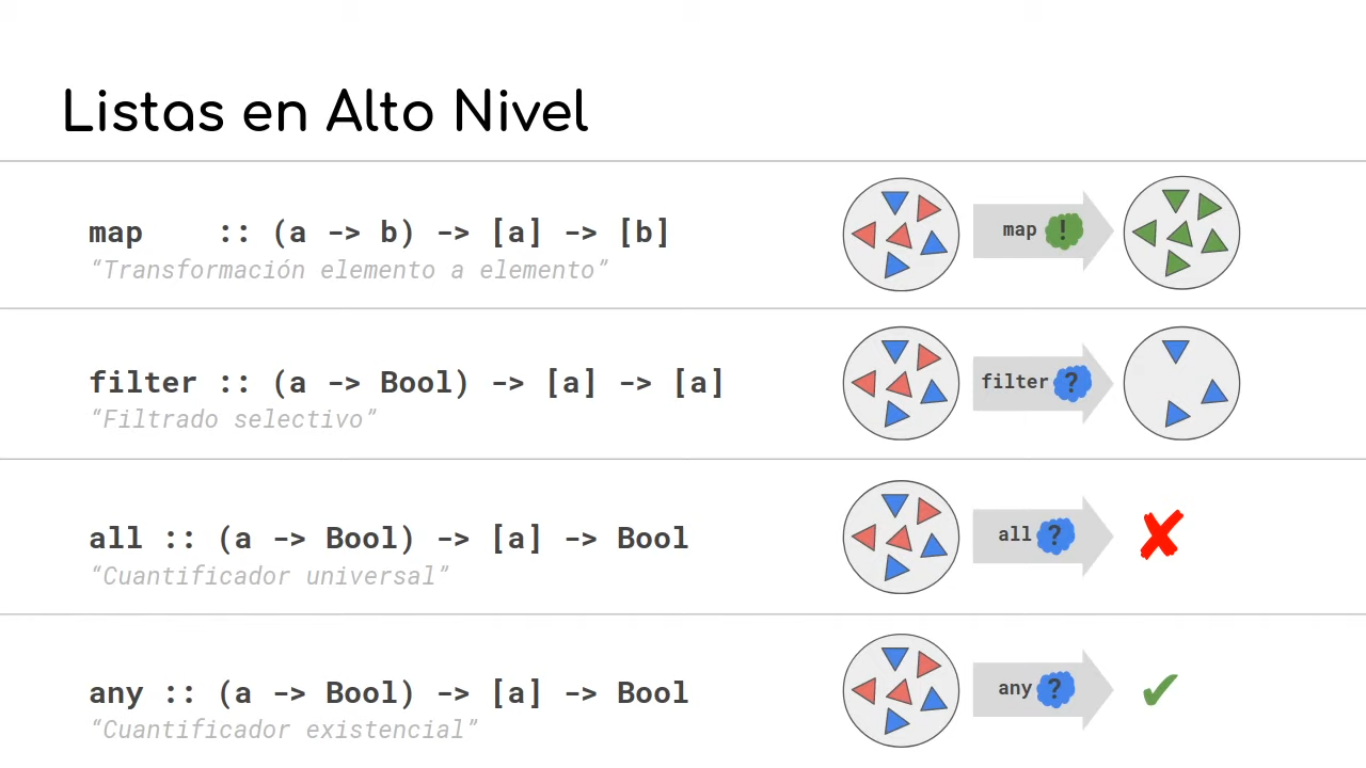 Listas en Alto Nivel
map :: (a -> b) -> [a] -> [b]
“Transformación elemento a elemento”
map !
filter :: (a -> Bool) -> [a] -> [a]
“Filtrado selectivo”
filter ?
all :: (a -> Bool) -> [a] -> Bool
“Cuantificador universal”
all ?
✘
any :: (a -> Bool) -> [a] -> Bool
“Cuantificador existencial”
any ?
✔